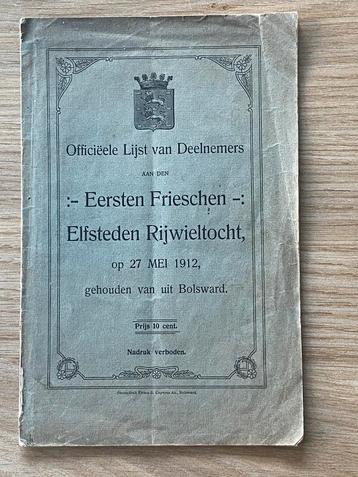 Officiëele Lijst van Deelnemers
AAN DEN
:- Eersten Frieschen -:
Elfsteden Rijwieltocht,
op 27 MEI 1912,
gehouden van uit Bolsward.
Prijs 10 cent.
Nadruk verboden.
Bolsward.